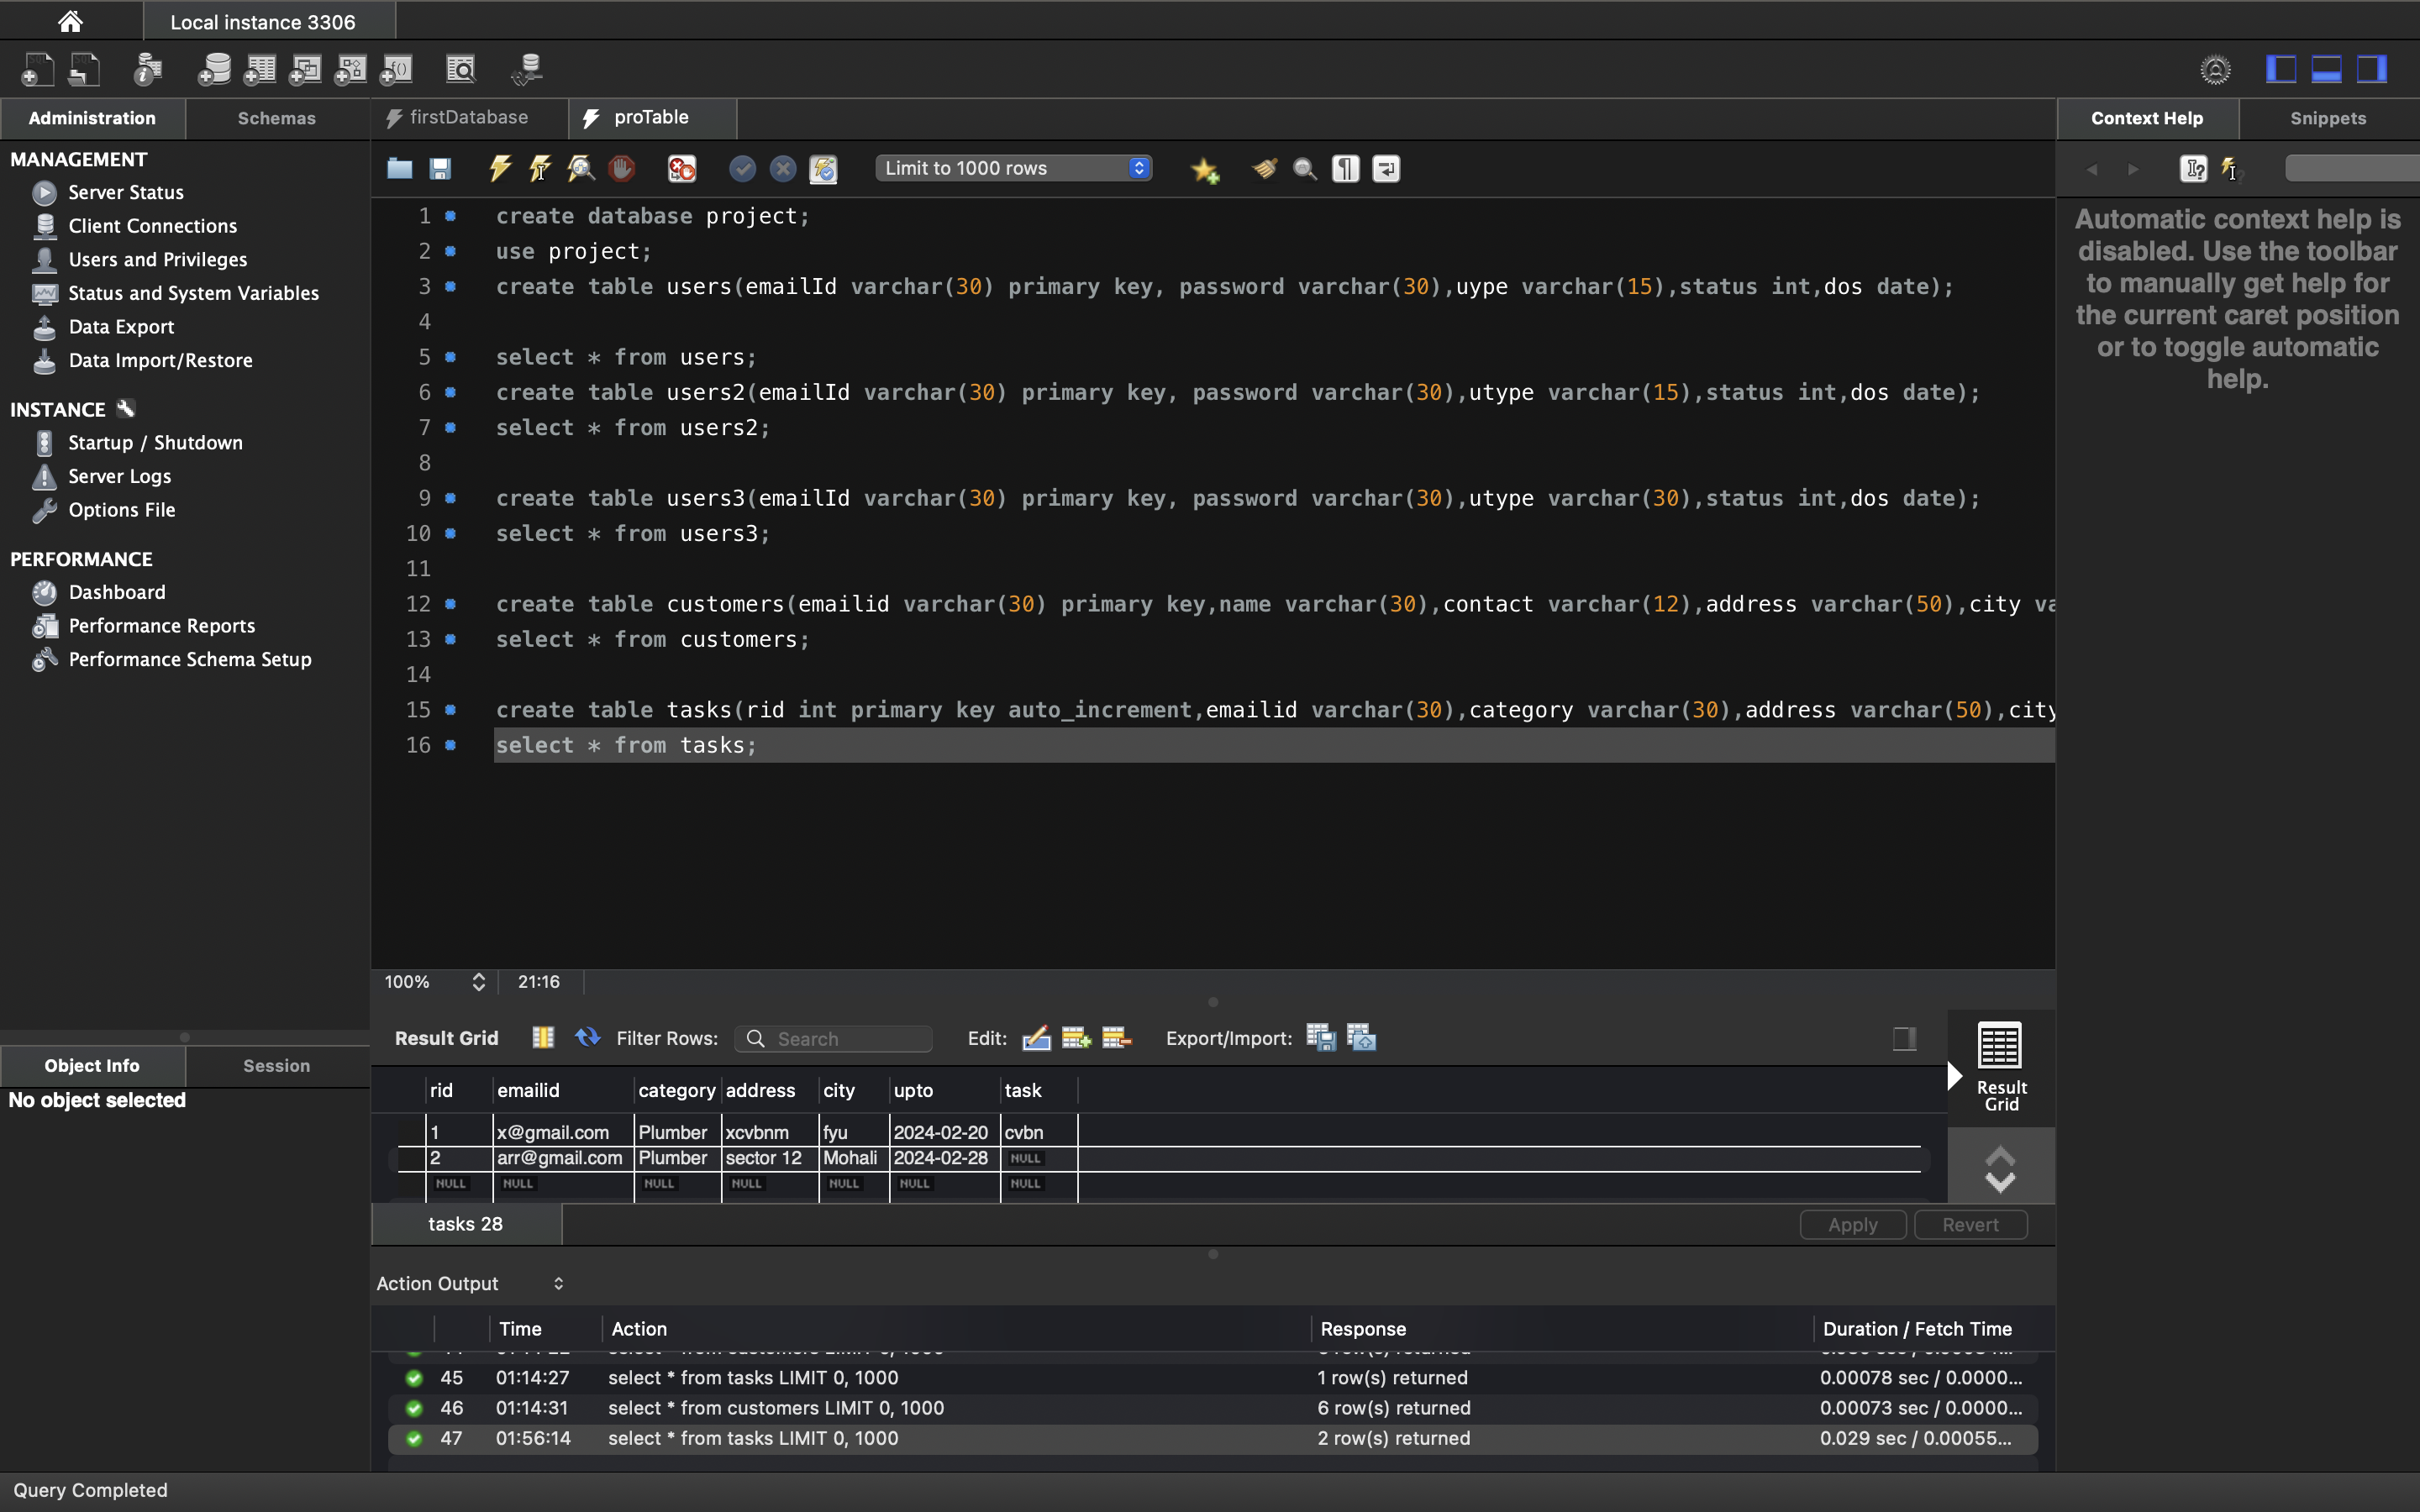 Local instance 3306
Administration
Schemas
firstDatabase
proTable
Context Help
Snippets
MANAGEMENT
Server Status
Client Connections
Users and Privileges
Status and System Variables
Data Export
Data Import/Restore
INSTANCE
Startup / Shutdown
Server Logs
Options File
PERFORMANCE
Dashboard
Performance Reports
Performance Schema Setup
Object Info
Session
No object selected
Limit to 1000 rows
1 create database project;
2 use project;
3 create table users(emailId varchar(30) primary key, password varchar(30),uype varchar(15),status int,dos date);
4
5 select * from users;
6 create table users2(emailId varchar(30) primary key, password varchar(30),utype varchar(15),status int,dos date);
7 select * from users2;
8
9 create table users3(emailId varchar(30) primary key, password varchar(30),utype varchar(30),status int,dos date);
10 select * from users3;
11
12 create table customers(emailid varchar(30) primary key,name varchar(30),contact varchar(12),address varchar(50),city va
13 select * from customers;
14
15 create table tasks(rid int primary key auto_increment,emailid varchar(30),category varchar(30),address varchar(50),city
16 select * from tasks;
Automatic context help is
disabled. Use the toolbar
to manually get help for
the current caret position
or to toggle automatic
help.
100% 21:16
Result Grid Filter Rows: Search Edit: Export/Import:
rid emailid category address city upto task
1 x@gmail.com Plumber xcvbnm fyu 2024-02-20 cvbn
2 arr@gmail.com Plumber sector 12 Mohali 2024-02-28 NULL
NULL NULL NULL NULL NULL NULL NULL
Result
Grid
tasks 28
Apply Revert
Action Output
Time Action Response Duration / Fetch Time
45 01:14:27 select * from tasks LIMIT 0, 1000 1 row(s) returned 0.00078 sec / 0.0000...
46 01:14:31 select * from customers LIMIT 0, 1000 6 row(s) returned 0.00073 sec / 0.0000...
47 01:56:14 select * from tasks LIMIT 0, 1000 2 row(s) returned 0.029 sec / 0.00055...
Query Completed